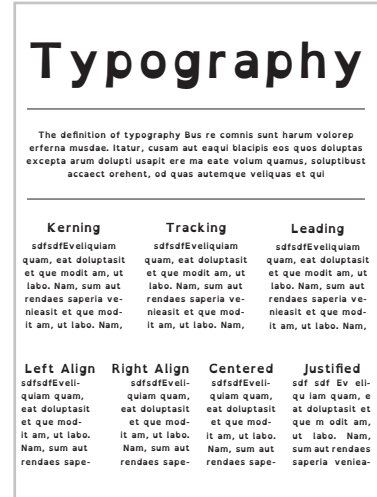 Typography
The definition of typography Bus re comnis sunt harum volorep
erferna musdae. Itatur, cusam aut eaqui blacipis eos quos doluptas
excepta arum dolupti usapit ere ma eate volum quamus, soluptibust
accaect orehent, od quas autemque veliquas et qui
Kerning
sdfsdfEveliquiam
quam, eat doluptasit
et que modit am, ut
labo. Nam, sum aut
rendaes saperia ve-
nieasit et que mod-
it am, ut labo. Nam,
Tracking
sdfsdfEveliquiam
quam, eat doluptasit
et que modit am, ut
labo. Nam, sum aut
rendaes saperia ve-
nieasit et que mod-
it am, ut labo. Nam,
Leading
sdfsdfEveliquiam
quam, eat doluptasit
et que modit am, ut
labo. Nam, sum aut
rendaes saperia ve-
nieasit et que mod-
it am, ut labo. Nam,
Left Align
sdfsdfEveli-
quiam quam,
eat doluptasit
et que mod-
it am, ut labo.
Nam, sum aut
rendaes sape-
Right Align
sdfsdfEveli-
quiam quam,
eat doluptasit
et que mod-
it am, ut labo.
Nam, sum aut
rendaes sape-
Centered
sdfsdfEveli-
quiam quam,
eat doluptasit
et que mod-
it am, ut labo.
Nam, sum aut
rendaes sape-
Justified
sdf sdf Ev eli-
qu iam quam, e
at doluptasit et
que m odit am,
ut labo. Nam,
sum aut rendaes
saperia veniea-